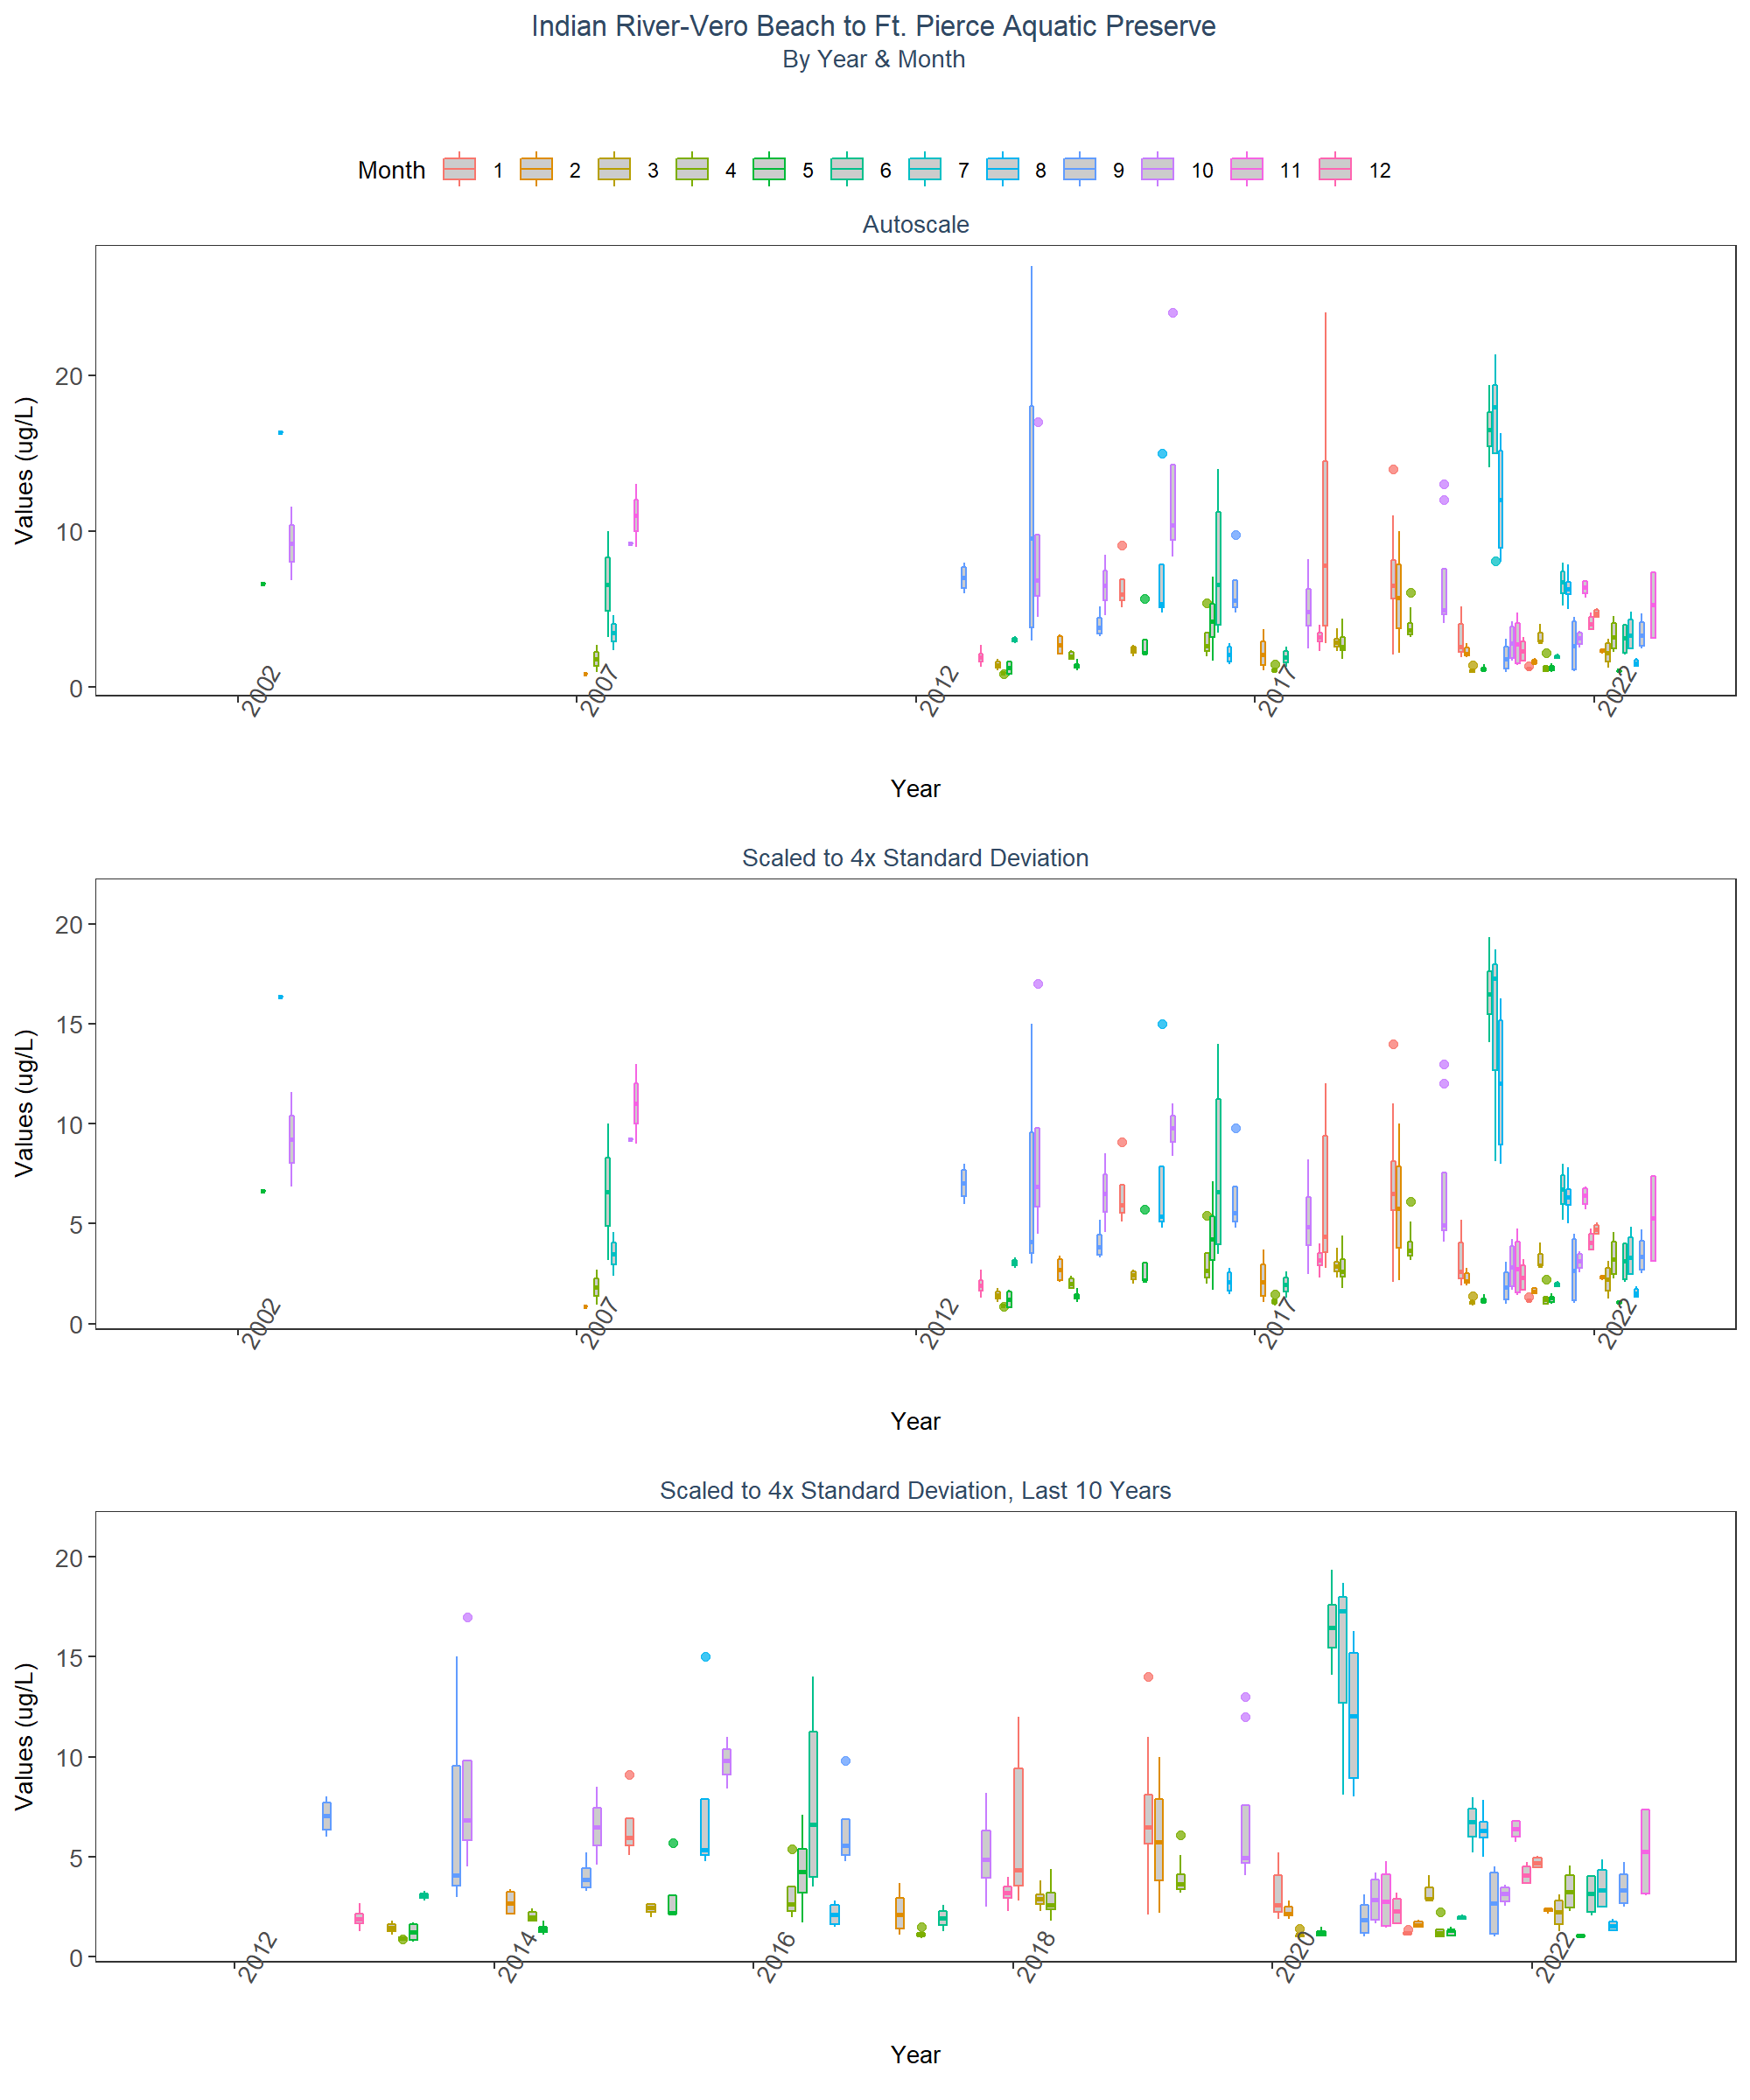 Indian River-Vero Beach to Ft. Pierce Aquatic Preserve
By Year & Month
Month 1 2 3 4 5 6 7 8 9 10 11 12
Autoscale
Values (ug/L)
20
10
0
2002 2007 2012 2017 2022
Year
Scaled to 4x Standard Deviation
Values (ug/L)
20
15
10
5
0
2002 2007 2012 2017 2022
Year
Scaled to 4x Standard Deviation, Last 10 Years
Values (ug/L)
20
15
10
5
0
2012 2014 2016 2018 2020 2022
Year